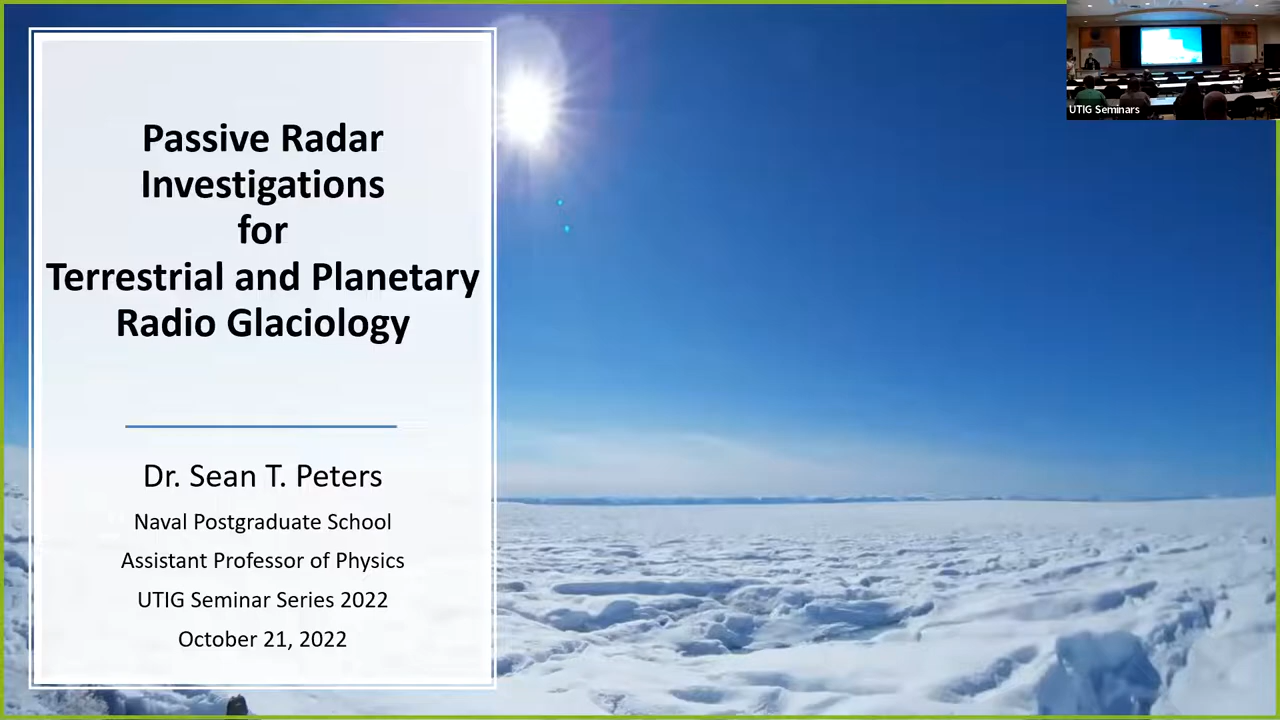 Passive Radar
Investigations
for
Terrestrial and Planetary
Radio Glaciology
Dr. Sean T. Peters
Naval Postgraduate School
Assistant Professor of Physics
UTIG Seminar Series 2022
October 21, 2022
UTIG Seminars